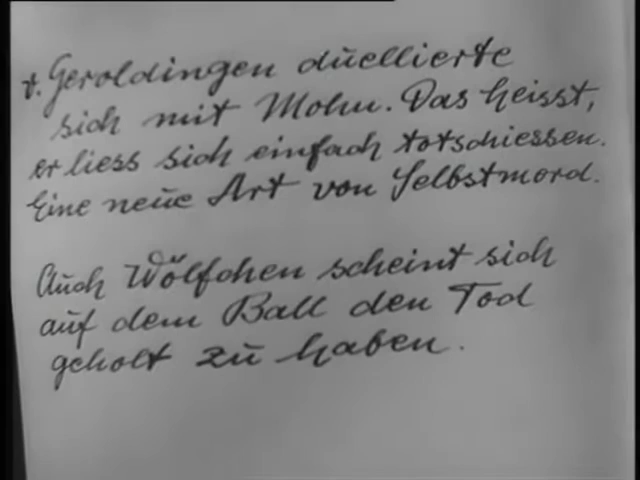 v. Geroldingen duellierte
sich mit Mohn. Das heisst,
er liess sich einfach totschiessen.
Eine neue Art von Selbstmord.
Auch Wölfchen scheint sich
auf dem Ball den Tod
geholt zu haben.